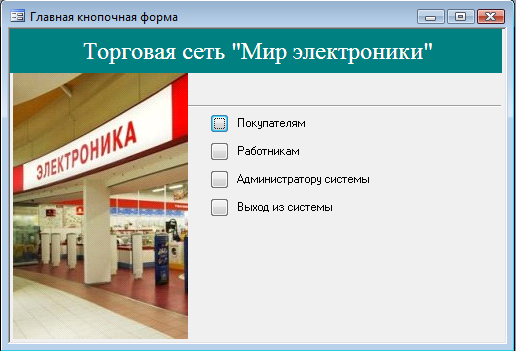 Главная кнопочная форма
Торговая сеть "Мир электроники"
ЭЛЕКТРОНИКА
Покупателям
Работникам
Администратору системы
Выход из системы